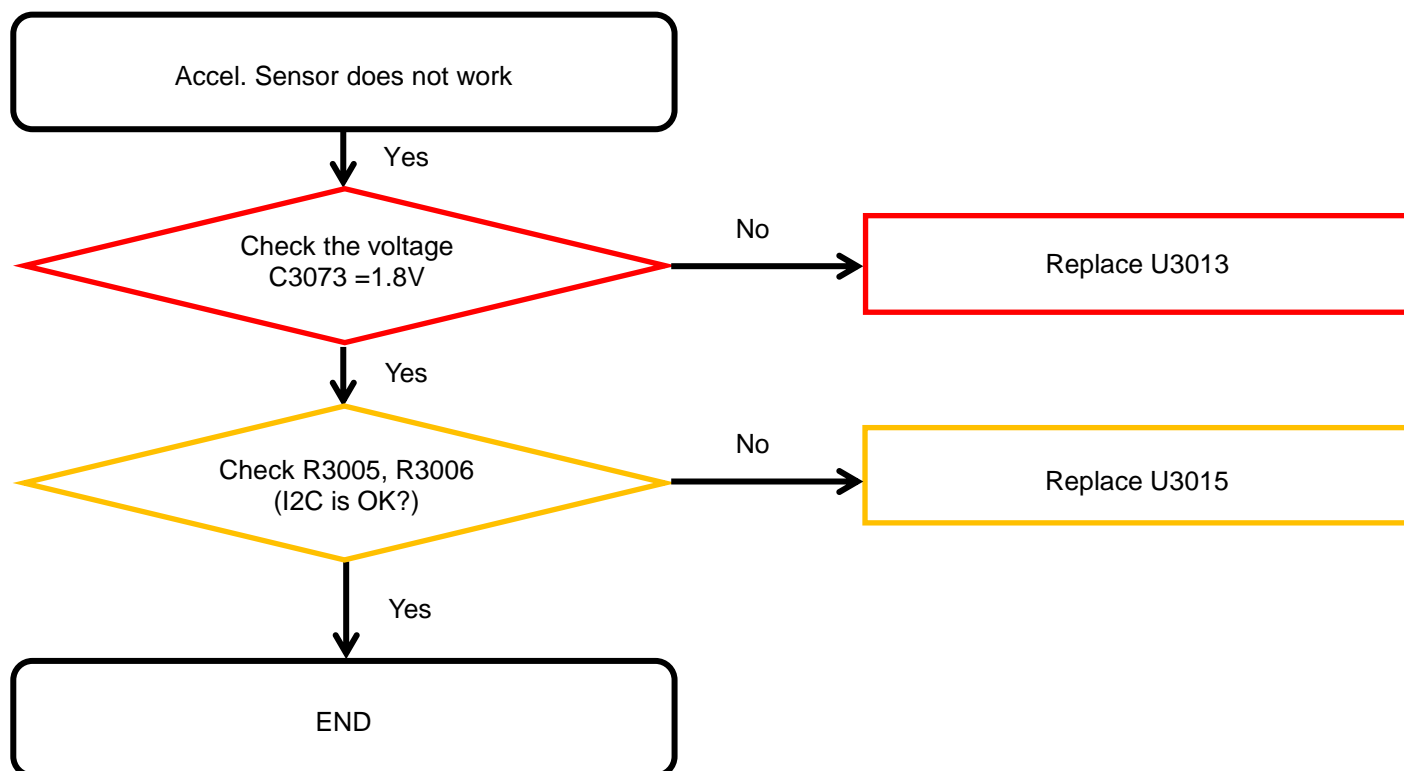 Accel. Sensor does not work
Yes
Check the voltage
C3073 =1.8V
No
Replace U3013
Yes
Check R3005, R3006
(I2C is OK?)
No
Replace U3015
Yes
END